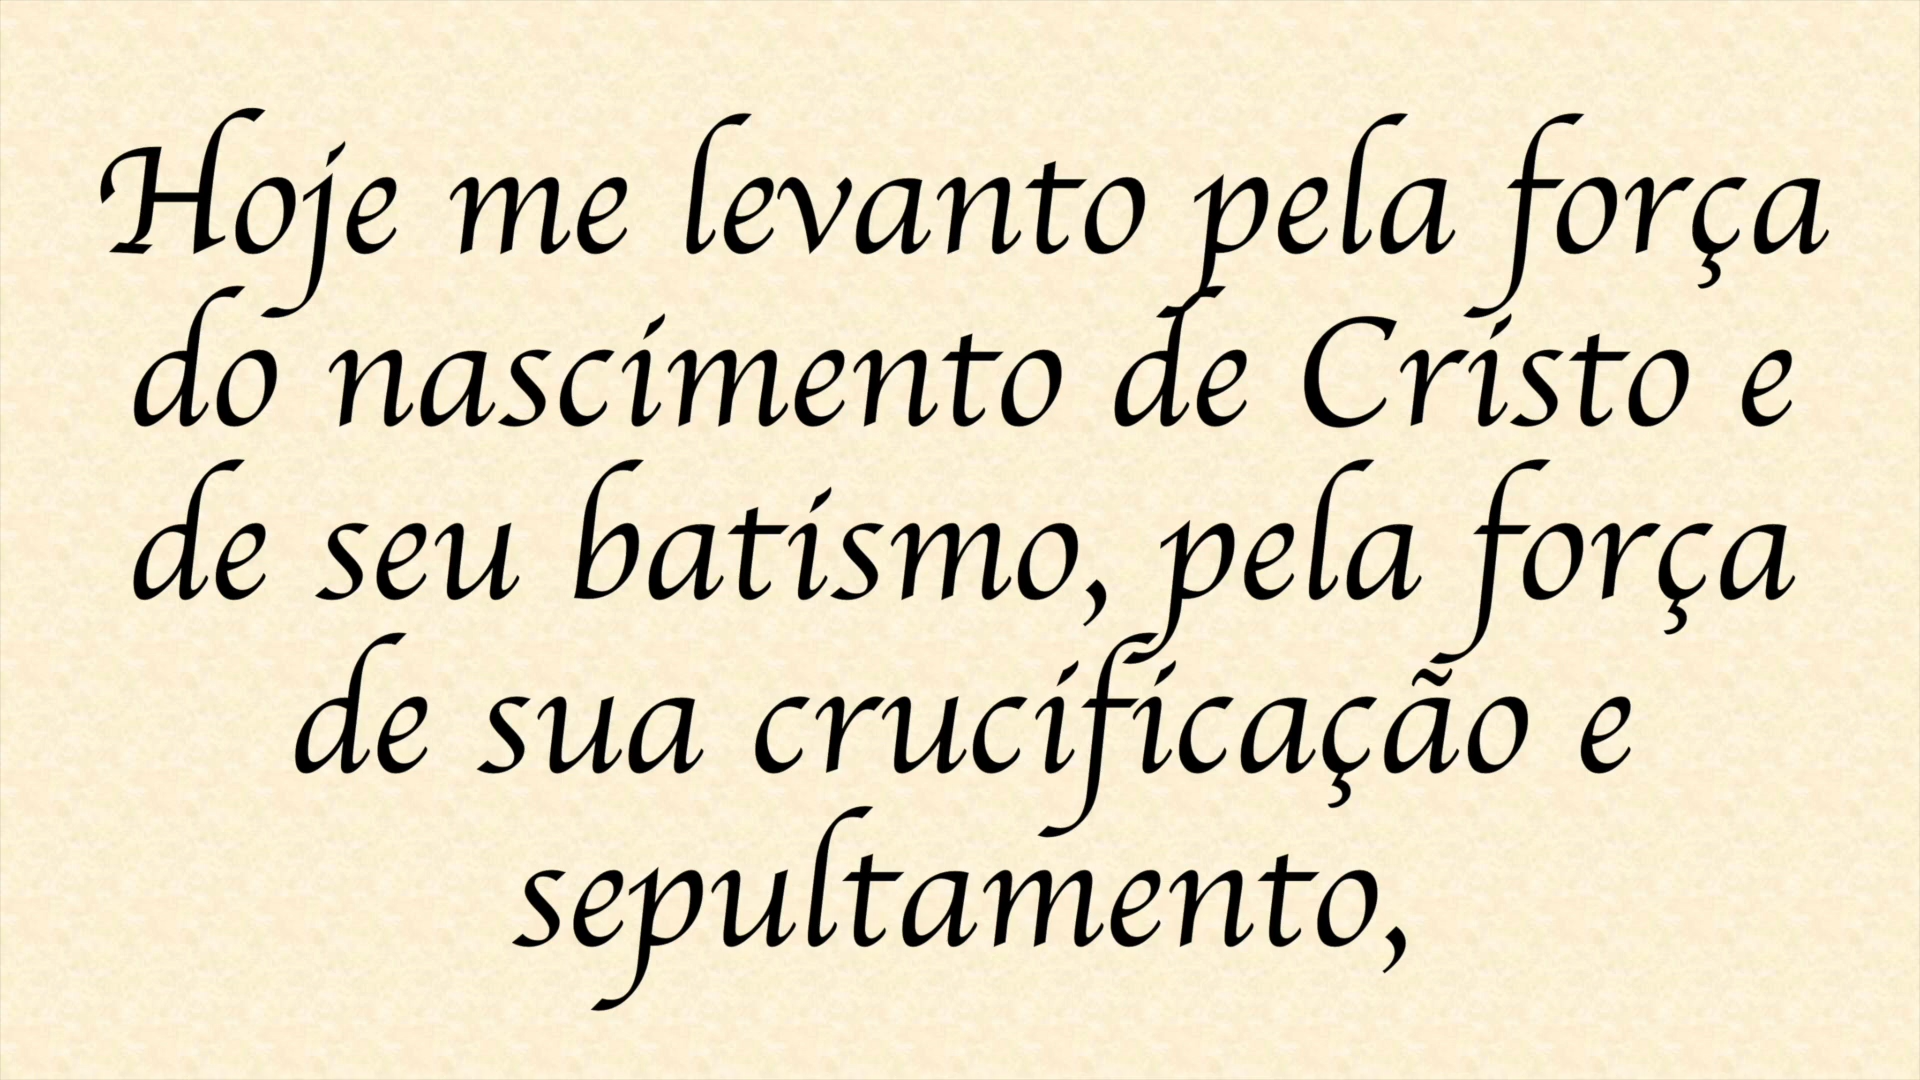 Hoje me levanto pela força
do nascimento de Cristo e
de seu batismo, pela força
de sua crucificação e
sepultamento,